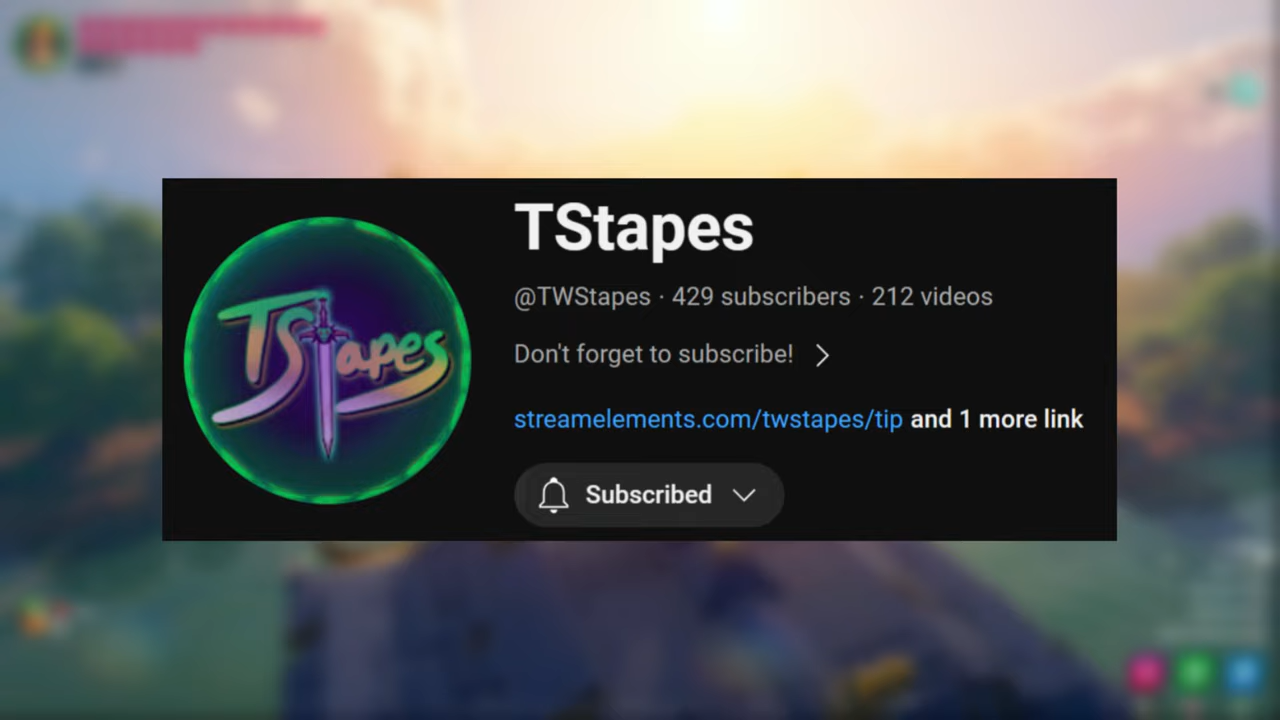 TStapes
TStapes
@TWStapes · 429 subscribers · 212 videos
Don't forget to subscribe!
streamelements.com/twstapes/tip and 1 more link
Subscribed